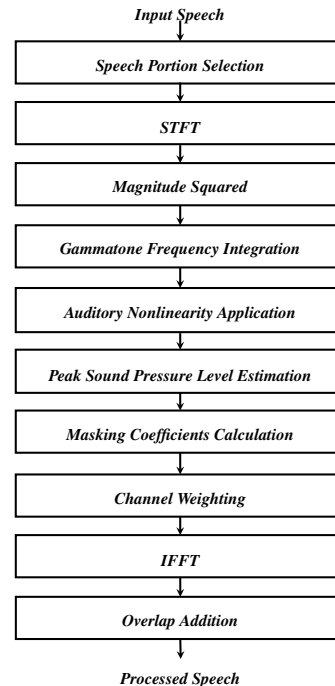 Input Speech
Speech Portion Selection
STFT
Magnitude Squared
Gammatone Frequency Integration
Auditory Nonlinearity Application
Peak Sound Pressure Level Estimation
Masking Coefficients Calculation
Channel Weighting
IFFT
Overlap Addition
Processed Speech